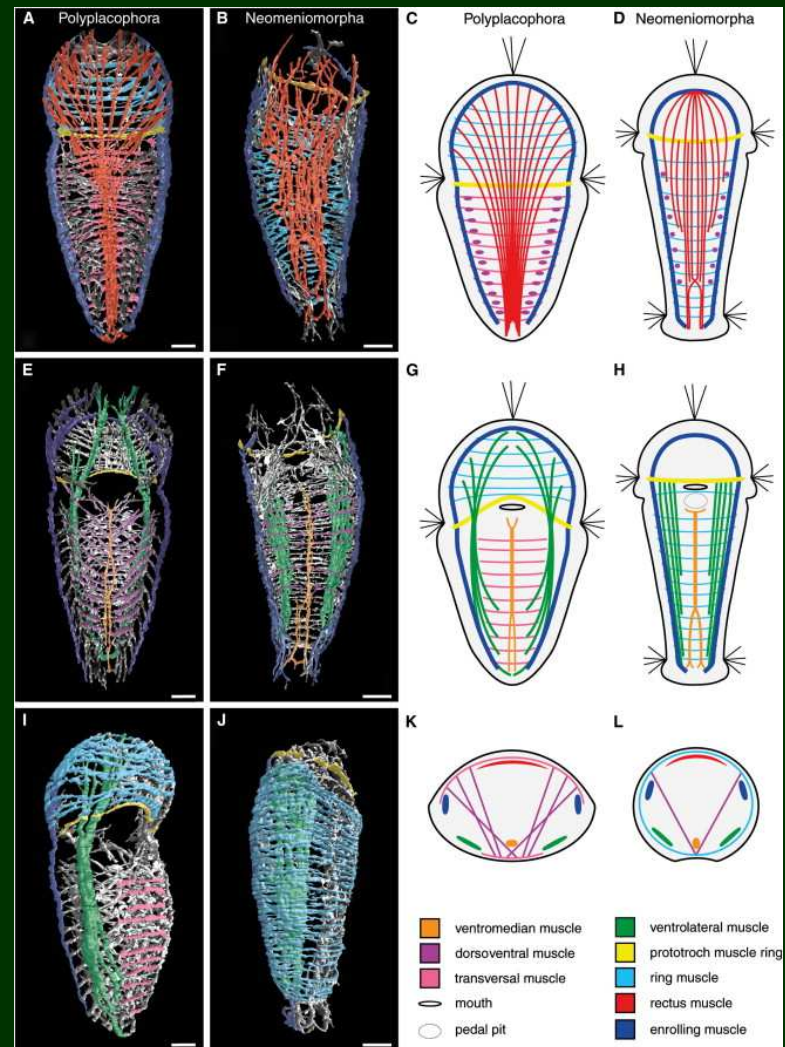 A Polyplacophora
B Neomeniomorpha
C Polyplacophora
D Neomeniomorpha
E
F
G
H
I
J
K
L
ventromedian muscle
dorsoventral muscle
transversal muscle
mouth
pedal pit
ventrolateral muscle
prototroch muscle ring
ring muscle
rectus muscle
enrolling muscle